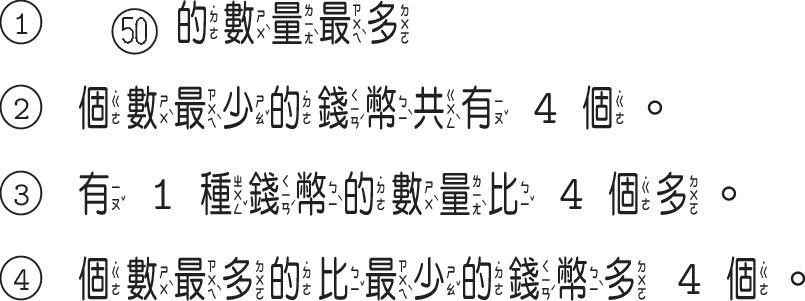 ① ㊿ 的數量最多
② 個數最少的錢幣共有 4 個。
③ 有 1 種錢幣的數量比 4 個多。
④ 個數最多的比最少的錢幣多 4 個。